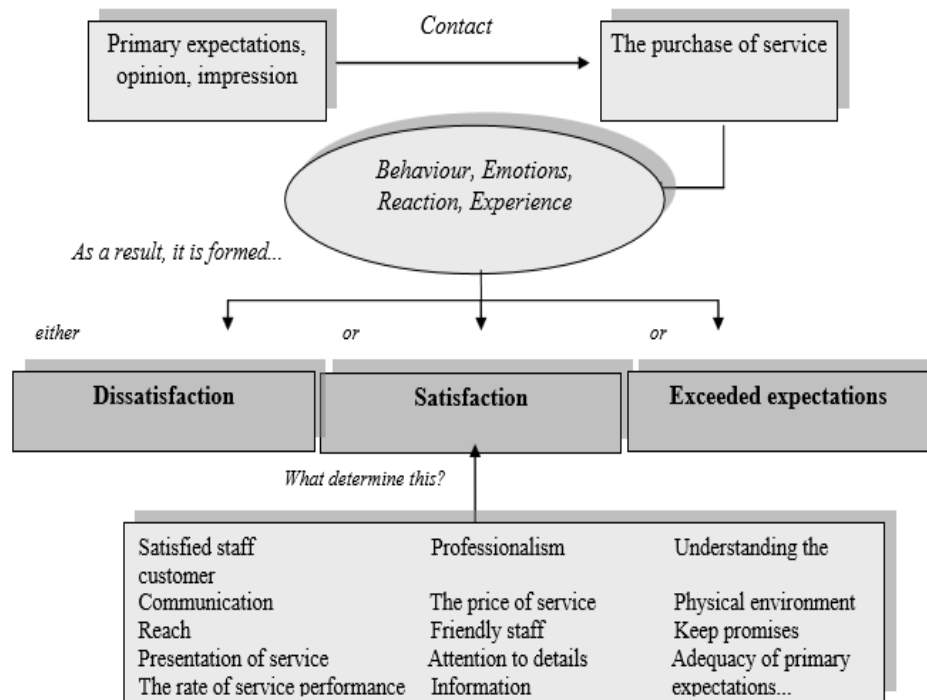 Contact
Primary expectations,
opinion, impression
The purchase of service
Behaviour, Emotions,
Reaction, Experience
As a result, it is formed...
either
or
or
Dissatisfaction
Satisfaction
Exceeded expectations
What determine this?
Satisfied staff Professionalism Understanding the
customer
Communication The price of service Physical environment
Reach Friendly staff Keep promises
Presentation of service Attention to details Adequacy of primary
The rate of service performance Information expectations...